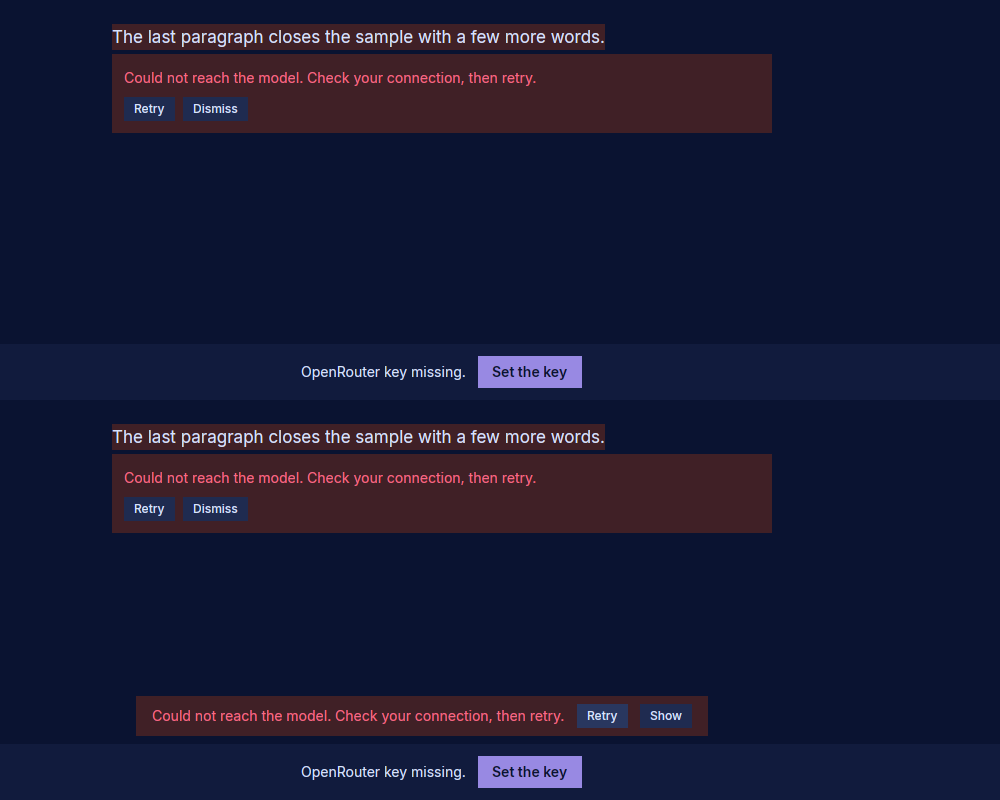 The last paragraph closes the sample with a few more words.
Could not reach the model. Check your connection, then retry.
Retry Dismiss
OpenRouter key missing. Set the key
The last paragraph closes the sample with a few more words.
Could not reach the model. Check your connection, then retry.
Retry Dismiss
Could not reach the model. Check your connection, then retry. Retry Show
OpenRouter key missing. Set the key